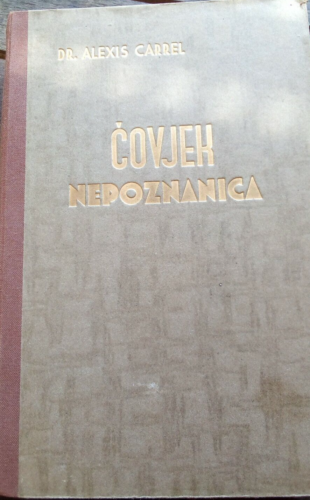 DR. ALEXIS CARREL
ČOVJEK
NEPOZNANICA